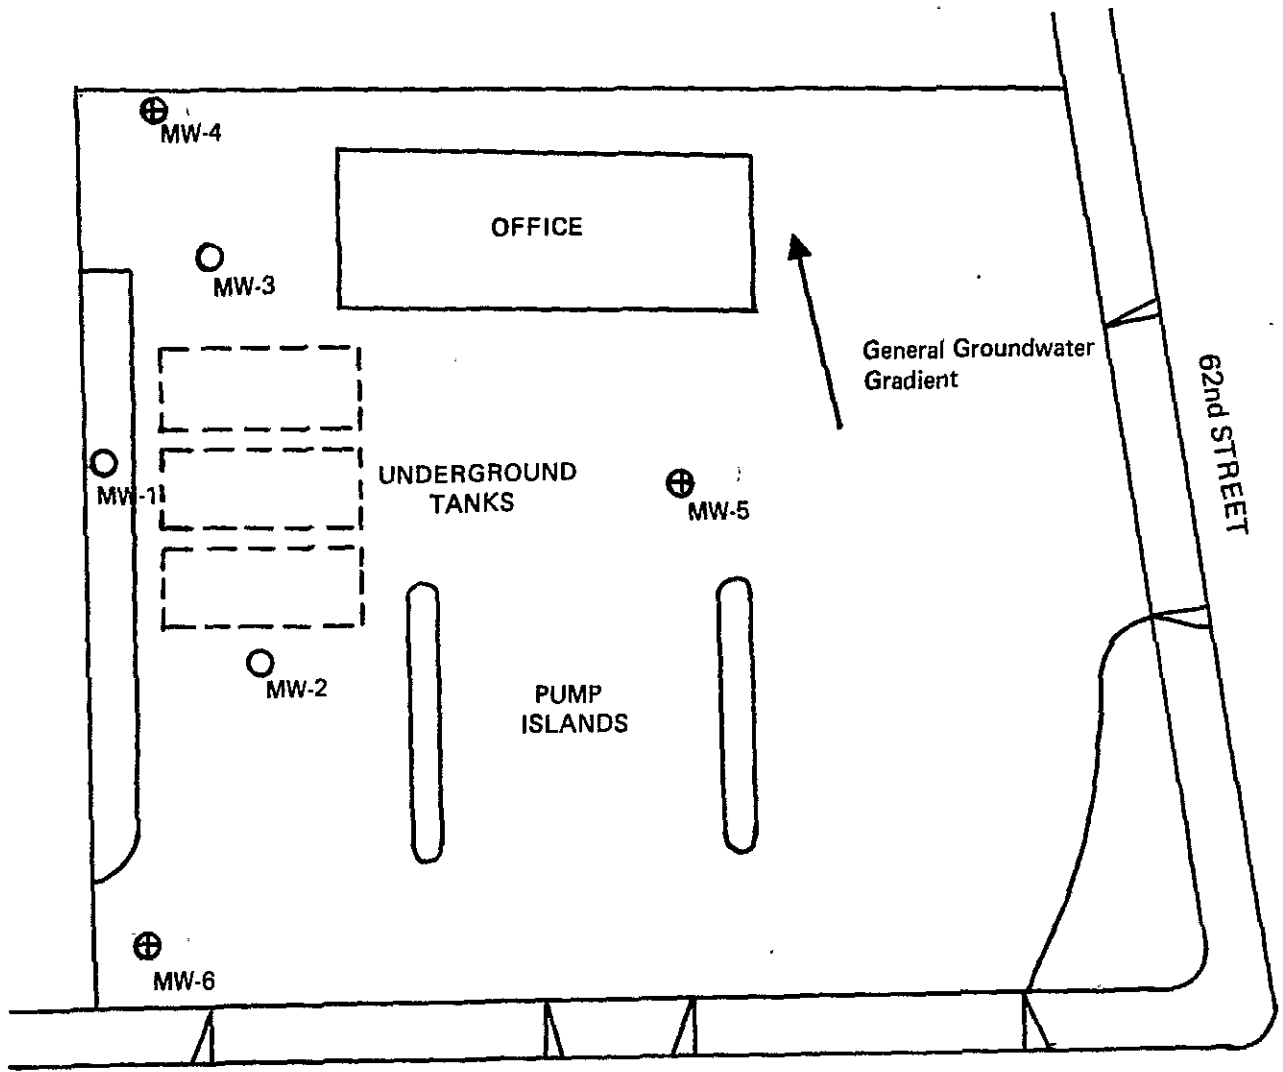 MW-4
OFFICE
MW-3
General Groundwater
Gradient
62nd STREET
MW-1
UNDERGROUND
TANKS
MW-5
MW-2
PUMP
ISLANDS
MW-6